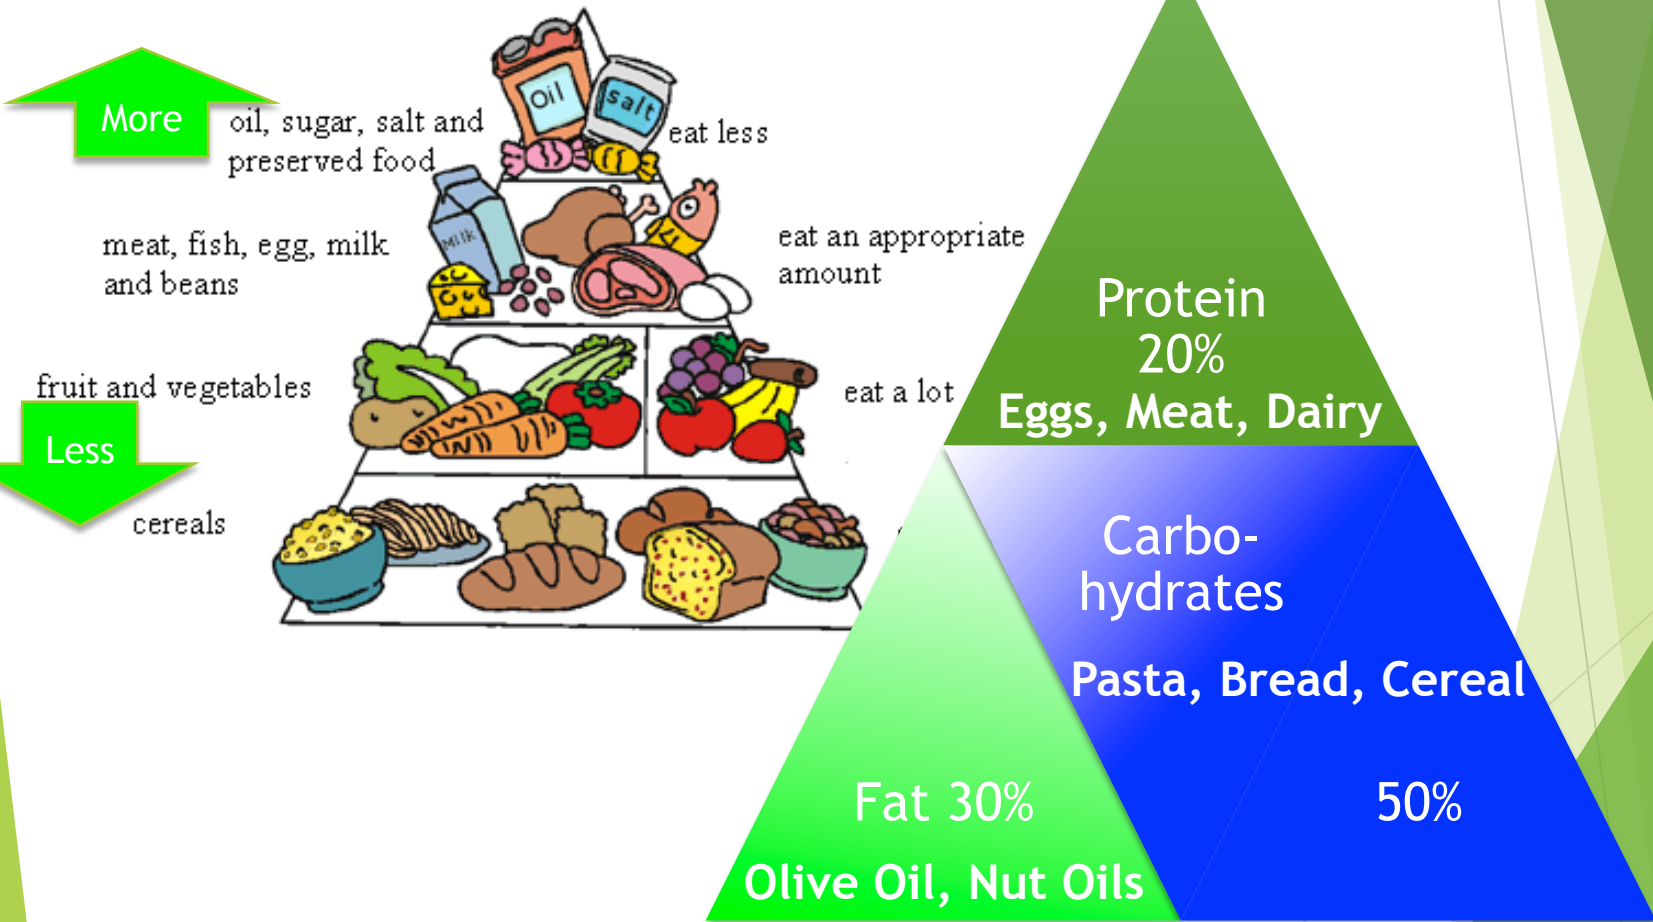 More
oil, sugar, salt and
preserved food
Oil
salt
eat less
meat, fish, egg, milk
and beans
Milk
eat an appropriate
amount
fruit and vegetables
eat a lot
Less
cereals
Protein
20%
Eggs, Meat, Dairy
Carbo-
hydrates
Pasta, Bread, Cereal
Fat 30%
50%
Olive Oil, Nut Oils